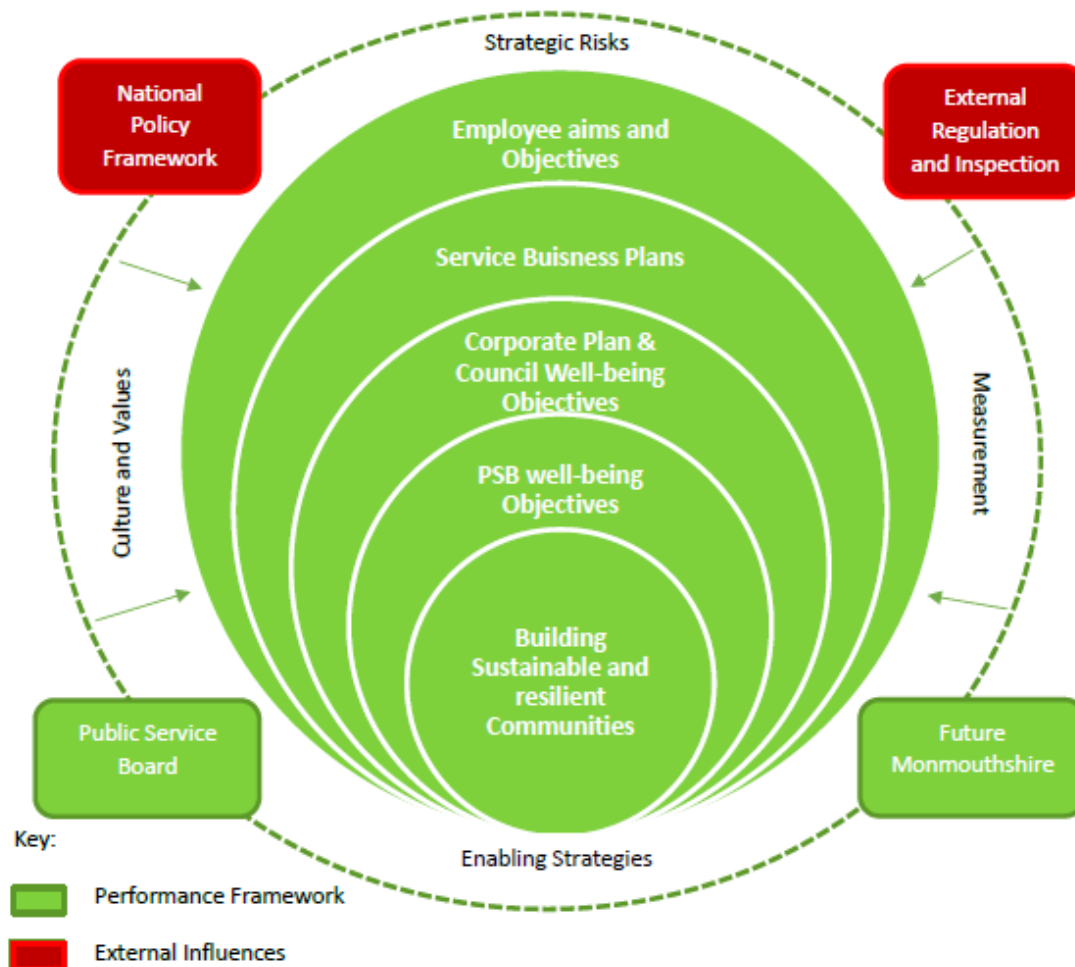 Strategic Risks
National
Policy
Framework
External
Regulation
and Inspection
Employee aims and
Objectives
Service Buisness Plans
Corporate Plan &
Council Well-being
Objectives
Culture and Values
Measurement
PSB well-being
Objectives
Building
Sustainable and
resilient
Communities
Public Service
Board
Future
Monmouthshire
Enabling Strategies
Key:
Performance Framework
External Influences